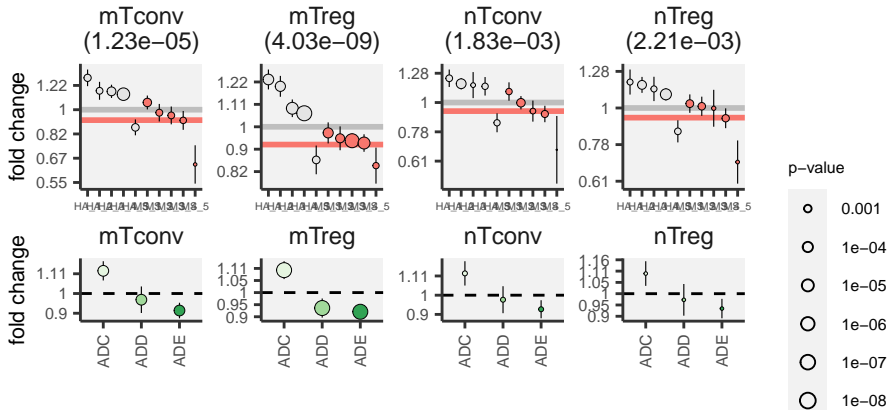 mTconv
(1.23e−05)
mTreg
(4.03e−09)
nTconv
(1.83e−03)
nTreg
(2.21e−03)
fold change
1.22
1
0.82
0.67
0.55
1.22
1.11
1
0.9
0.82
1.28
1
0.78
0.61
1.28
1
0.78
0.61
mTconv
mTreg
nTconv
nTreg
fold change
1.11
1
0.9
1.11
1.05
1
0.95
0.9
1.11
1.05
1
0.95
0.9
1.16
1.11
1.05
1
0.95
0.9
ADC
ADD
ADE
ADC
ADD
ADE
ADC
ADD
ADE
ADC
ADD
ADE
p−value
0.001
1e−04
1e−05
1e−06
1e−07
1e−08